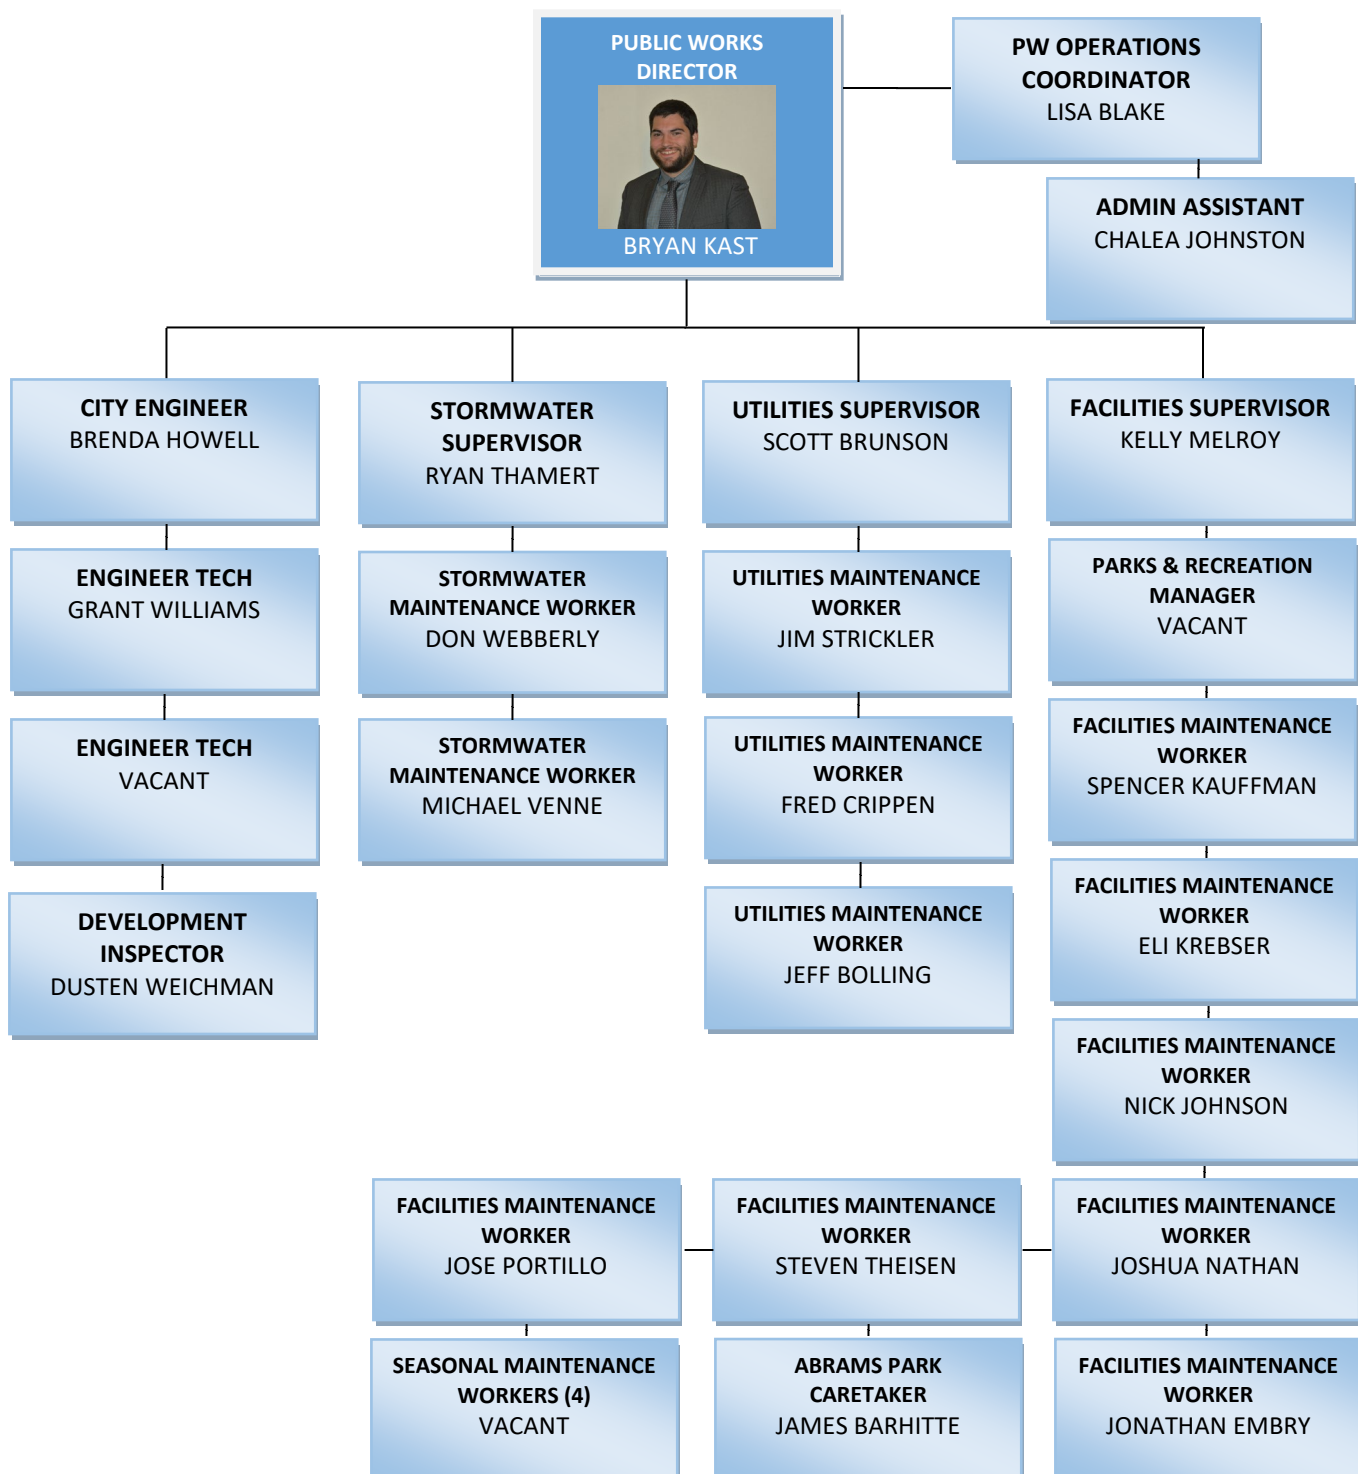 PUBLIC WORKS
DIRECTOR
BRYAN KAST
PW OPERATIONS
COORDINATOR
LISA BLAKE
ADMIN ASSISTANT
CHALEA JOHNSTON
CITY ENGINEER
BRENDA HOWELL
STORMWATER
SUPERVISOR
RYAN THAMERT
UTILITIES SUPERVISOR
SCOTT BRUNSON
FACILITIES SUPERVISOR
KELLY MELROY
ENGINEER TECH
GRANT WILLIAMS
STORMWATER
MAINTENANCE WORKER
DON WEBBERLY
UTILITIES MAINTENANCE
WORKER
JIM STRICKLER
PARKS & RECREATION
MANAGER
VACANT
ENGINEER TECH
VACANT
STORMWATER
MAINTENANCE WORKER
MICHAEL VENNE
UTILITIES MAINTENANCE
WORKER
FRED CRIPPEN
FACILITIES MAINTENANCE
WORKER
SPENCER KAUFFMAN
DEVELOPMENT
INSPECTOR
DUSTEN WEICHMAN
UTILITIES MAINTENANCE
WORKER
JEFF BOLLING
FACILITIES MAINTENANCE
WORKER
ELI KREBSER
FACILITIES MAINTENANCE
WORKER
NICK JOHNSON
FACILITIES MAINTENANCE
WORKER
JOSE PORTILLO
FACILITIES MAINTENANCE
WORKER
STEVEN THEISEN
FACILITIES MAINTENANCE
WORKER
JOSHUA NATHAN
SEASONAL MAINTENANCE
WORKERS (4)
VACANT
ABRAMS PARK
CARETAKER
JAMES BARHITTE
FACILITIES MAINTENANCE
WORKER
JONATHAN EMBRY